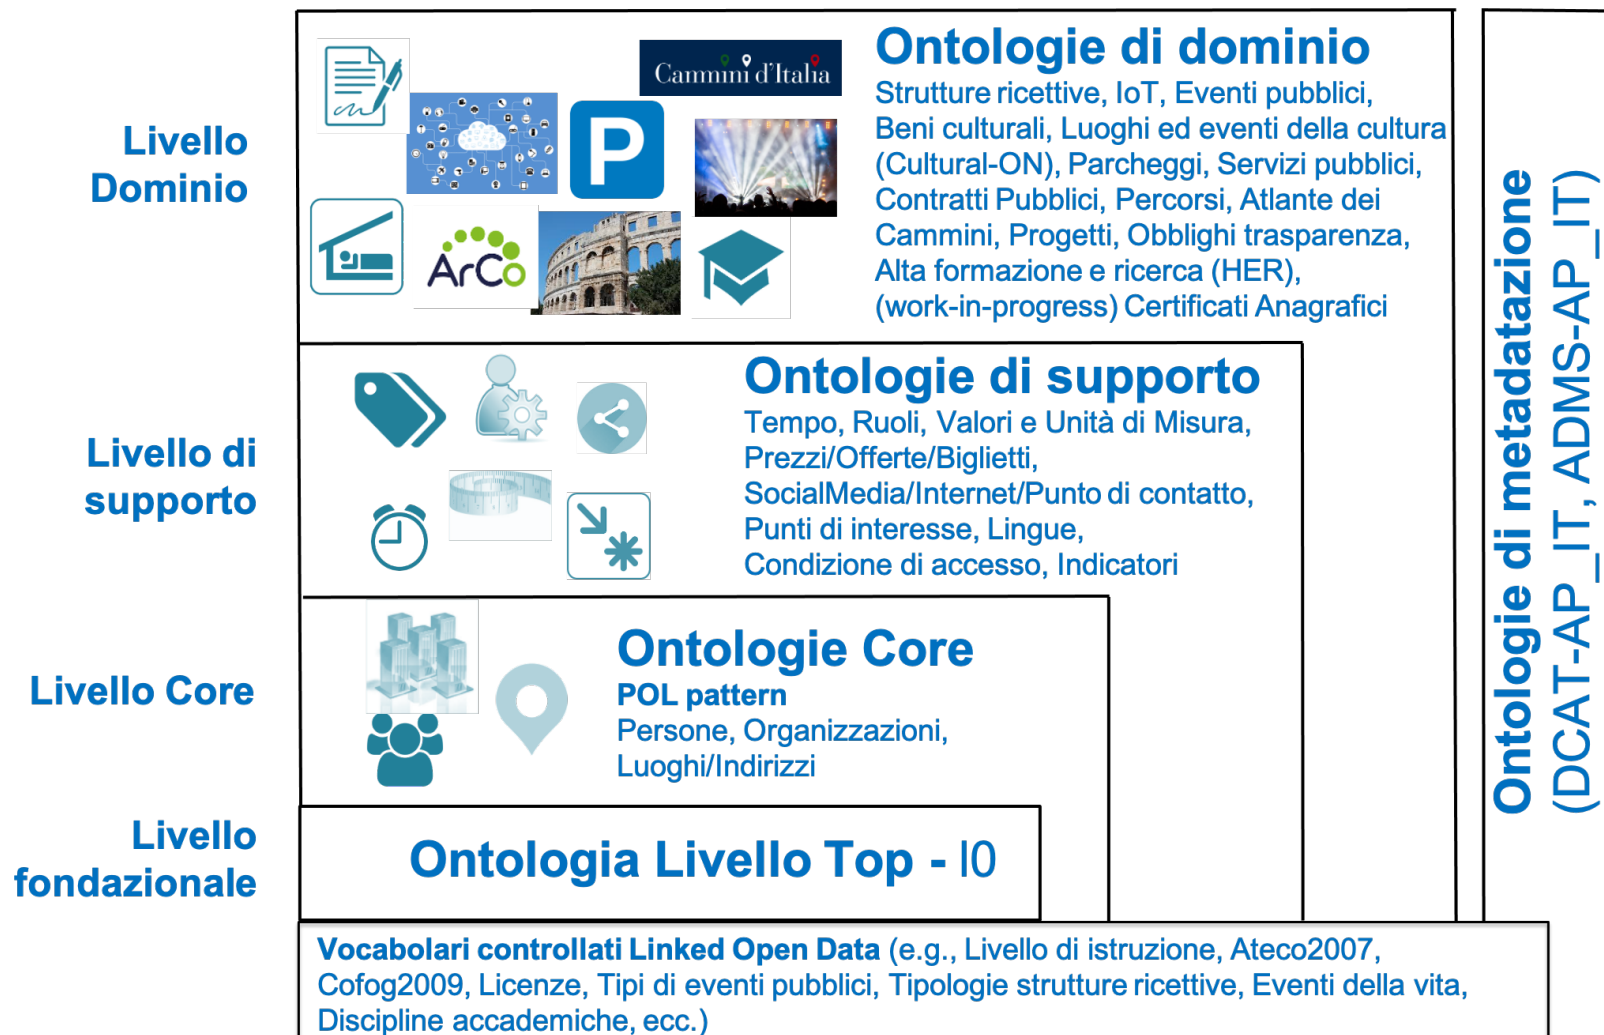 Livello
Dominio
Cammini d'Italia
P
ArCo
Ontologie di dominio
Strutture ricettive, IoT, Eventi pubblici,
Beni culturali, Luoghi ed eventi della cultura
(Cultural-ON), Parcheggi, Servizi pubblici,
Contratti Pubblici, Percorsi, Atlante dei
Cammini, Progetti, Obblighi trasparenza,
Alta formazione e ricerca (HER),
(work-in-progress) Certificati Anagrafici
Livello di
supporto
Ontologie di supporto
Tempo, Ruoli, Valori e Unità di Misura,
Prezzi/Offerte/Biglietti,
SocialMedia/Internet/Punto di contatto,
Punti di interesse, Lingue,
Condizione di accesso, Indicatori
Livello Core
Ontologie Core
POL pattern
Persone, Organizzazioni,
Luoghi/Indirizzi
Livello
fondazionale
Ontologia Livello Top - l0
Vocabolari controllati Linked Open Data (e.g., Livello di istruzione, Ateco2007,
Cofog2009, Licenze, Tipi di eventi pubblici, Tipologie strutture ricettive, Eventi della vita,
Discipline accademiche, ecc.)
Ontologie di metadatazione
(DCAT-AP_IT, ADMS-AP_IT)